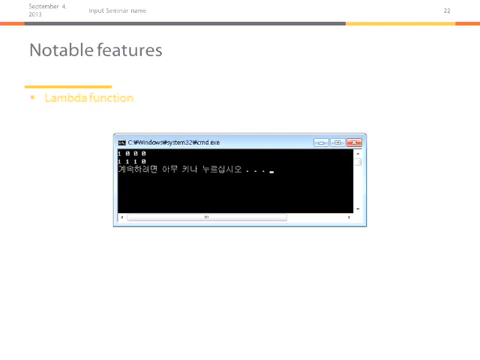 September 4,
2013
Input Seminar name
22
Notable features
• Lambda function
C:₩Windows₩system32₩cmd.exe
1 0 0 0
1 1 1 0
계속하려면 아무 키나 누르십시오 . . .